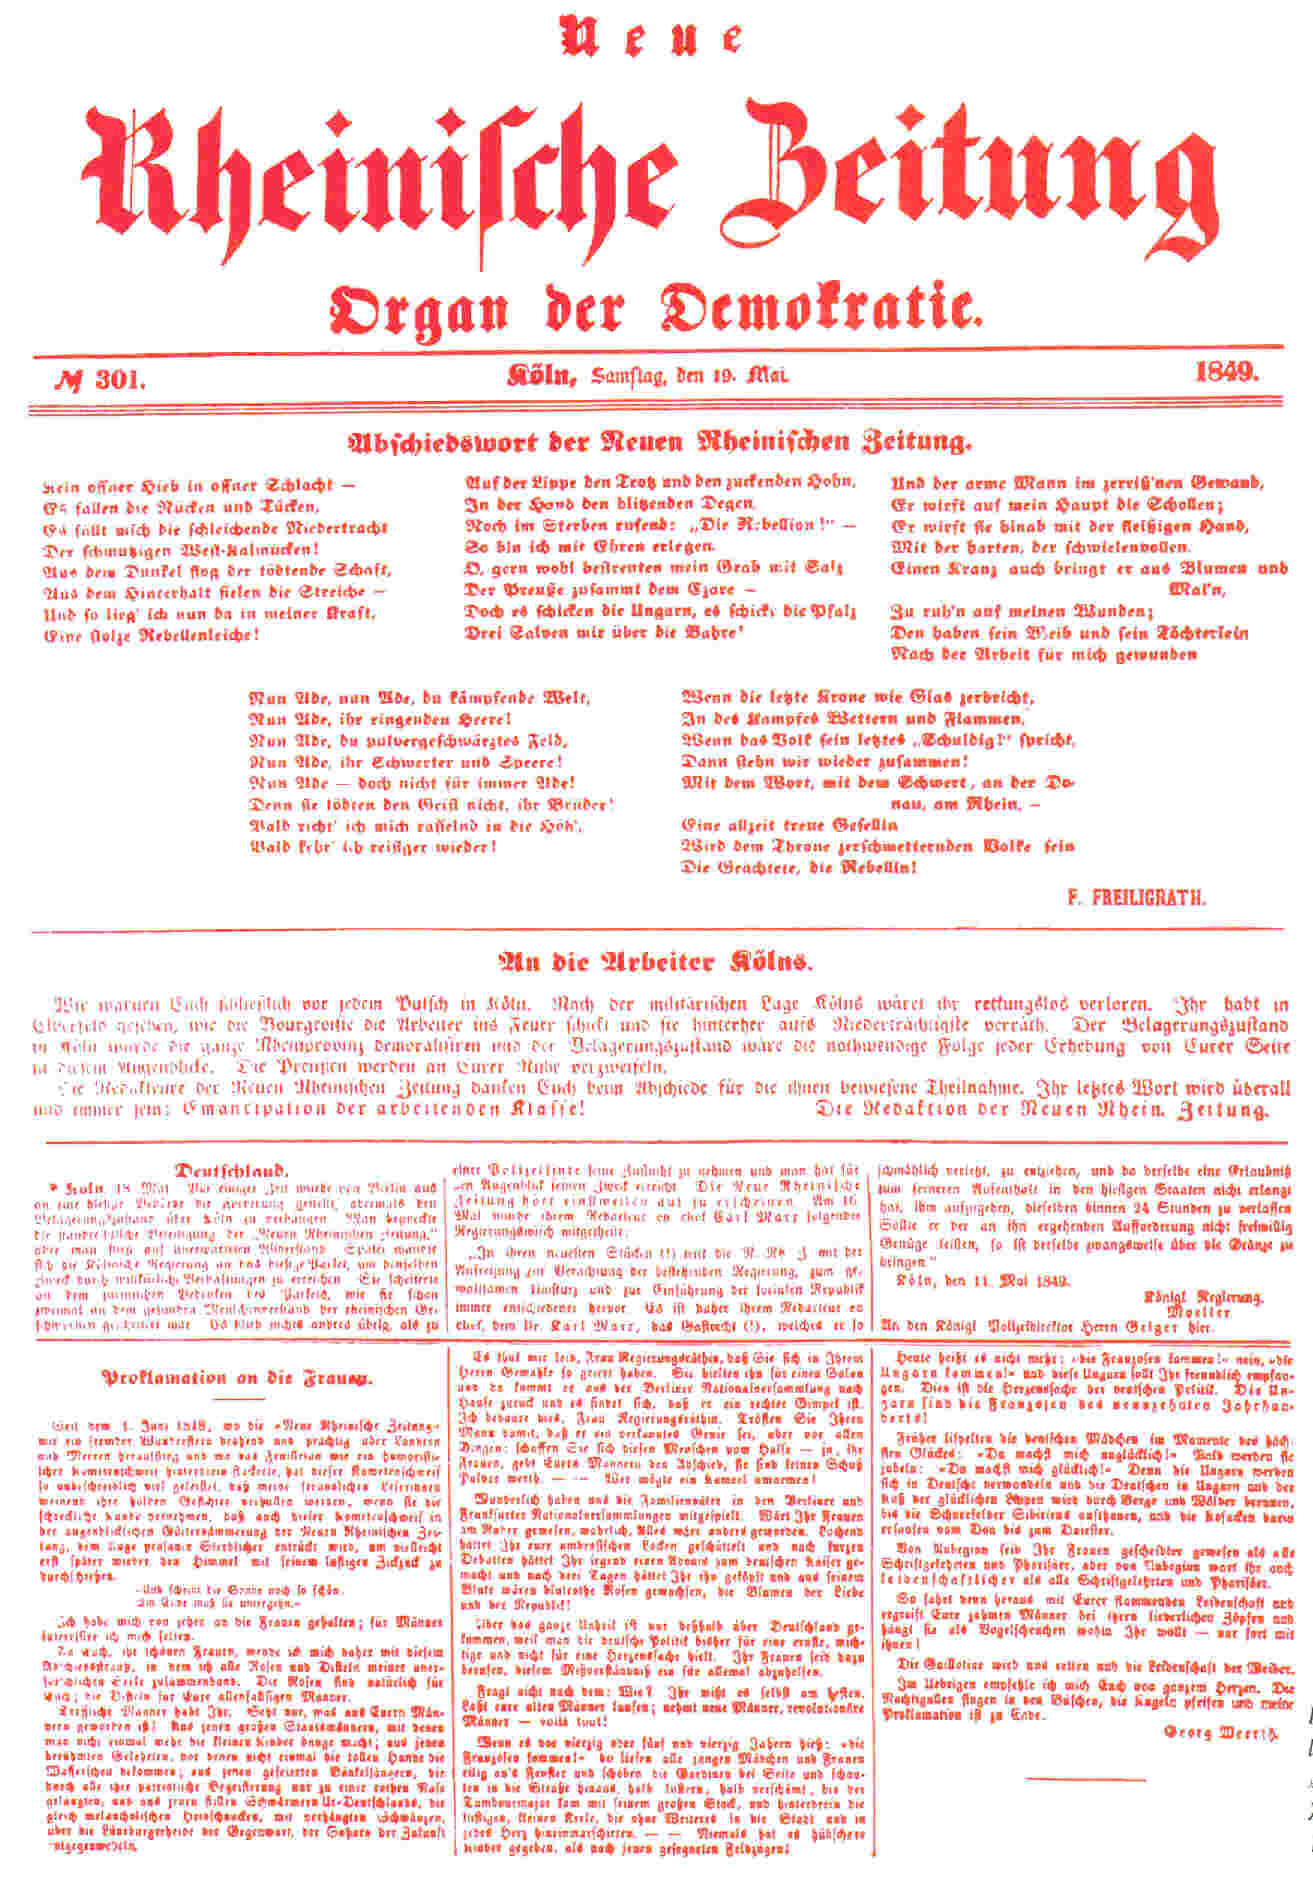 Neue
Rheinische Zeitung
Organ der Demokratie.
№ 301.
Köln, Samstag, den 19. Mai
1849.
Abschiedswort der Neuen Rheinischen Zeitung.
Kein offner Hieb in offner Schlacht —
Es fallen die Nücken und Tücken,
Es fällt mich die schleichende Niedertracht
Der schmutzigen West-Kalmücken!
Aus dem Dunkel flog der tödtende Schaft,
Aus dem Hinterhalt fielen die Streiche —
Und so lieg' ich nun da in meiner Kraft,
Eine stolze Rebellenleiche!
Auf der Lippe den Trotz und den zuckenden Hohn,
In der Hand den blitzenden Degen,
Noch im Sterben rufend: „Die Rebellion!“ —
So bin ich mit Ehren erlegen.
O, gern wohl bestreuten mein Grab mit Salz
Der Preuße zusammt dem Czare —
Doch es schicken die Ungarn, es schickt die Pfalz
Drei Salven mir über die Bahre!
Und der arme Mann im zerriß'nen Gewand,
Er wirft auf mein Haupt die Schollen;
Er wirft sie hinab mit der fleißigen Hand,
Mit der harten, der schwielenvollen.
Einen Kranz auch bringt er aus Blumen und
Mai'n,
Zu ruh'n auf meinen Wunden;
Den haben sein Weib und sein Töchterlein
Nach der Arbeit für mich gewunden
Nun Ade, nun Ade, du kämpfende Welt,
Nun Ade, ihr ringenden Heere!
Nun Ade, du pulvergeschwärztes Feld,
Nun Ade, ihr Schwerter und Speere!
Nun Ade — doch nicht für immer Ade!
Denn sie tödten den Geist nicht, ihr Brüder!
Bald richt' ich mich rasselnd in die Höh',
Bald kehr' ich reisiger wieder!
Wenn die letzte Krone wie Glas zerbricht,
In des Kampfes Wettern und Flammen,
Wenn das Volk sein letztes „Schuldig!“ spricht,
Dann stehn wir wieder zusammen!
Mit dem Wort, mit dem Schwert, an der Do-
nau, am Rhein, —
Eine allzeit treue Gesellin
Wird dem Throne zerschmetternden Volke sein
Die Geächtete, die Rebellin!
F. FREILIGRATH.
An die Arbeiter Kölns.
Wir warnen Euch schließlich vor jedem Putsch in Köln. Nach der militärischen Lage Kölns wäret ihr rettungslos verloren. Ihr habt in
Elberfeld gesehen, wie die Bourgeoisie die Arbeiter ins Feuer schickt und sie hinterher aufs Niederträchtigste verräth. Der Belagerungszustand
in Köln würde die ganze Rheinprovinz demoralisiren und der Belagerungszustand wäre die nothwendige Folge jeder Erhebung von Eurer Seite
in diesem Augenblicke. Die Preußen werden an Eurer Ruhe verzweifeln.
Die Redakteure der Neuen Rheinischen Zeitung danken Euch beim Abschiede für die ihnen bewiesene Theilnahme. Ihr letztes Wort wird überall
und immer sein: Emancipation der arbeitenden Klasse!
Die Redaktion der Neuen Rhein. Zeitung.
Deutschland.
* Köln, 18. Mai. Vor einiger Zeit wurde von Berlin aus
an eine hiesige Behörde die gestellt, abermals den
Belagerungszustand über Köln zu verhängen. Man bezweckte
die standrechtliche Beseitigung der „Neuen Rheinischen Zeitung,“
aber man stieß auf unerwarteten Widerstand. Später wandte
sich die Kölnische Regierung an das hiesige Parket, um denselben
Zweck durch willkürliche Verhaftungen zu erreichen. Sie scheiterte
an dem juristischen Bedenken des Parkets, wie sie schon
zweimal an dem gesunden Menschenverstand der rheinischen Ge-
schwornen gescheitert war. Es blieb nichts andres übrig, als zu
einer Polizeifinte seine Zuflucht zu nehmen und man hat für
den Augenblick seinen Zweck erreicht. Die Neue Rheinische
Zeitung hört einstweilen auf zu erscheinen. Am 16.
Mai wurde ihrem Redacteur en chef Carl Marx folgender
Regierungswisch mitgetheilt:
„In ihren neuesten Stücken (!) tritt die N. Rh. Z. mit der
Aufreizung zur Verachtung der bestehenden Regierung, zum ge-
waltsamen Umsturz und zur Einführung der socialen Republik
immer entschiedener hervor. Es ist daher ihrem Redacteur en
chef, dem Dr. Karl Marx, das Gastrecht (!), welches er so
schmählich verletzt, zu entziehen, und da derselbe eine Erlaubniß
zum ferneren Aufenthalt in den hiesigen Staaten nicht erlangt
hat, ihm aufzugeben, dieselben binnen 24 Stunden zu verlassen
Sollte er der an ihn ergehenden Aufforderung nicht freiwillig
Genüge leisten, so ist derselbe zwangsweise über die Gränze zu
bringen.“
Köln, den 11. Mai 1849.
Königl. Regierung.
Moeller
An den Königl Polizeidirektor Herrn Geiger hier.
Proklamation an die Frauen.
Seit dem 1. Juni 1848, wo die »Neue Rheinische Zeitung«
wie ein fremder Wunderstern dräuend und prächtig über Ländern
und Meeren heraufstieg und wo das Feuilleton wie ein humoristi-
scher Kometenschweif hinterdrein flackerte, hat dieser Kometenschweif
so unbeschreiblich viel geleistet, daß meine freundlichen Leserinnen
weinend ihre holden Gesichter verhüllen werden, wenn sie die
schreckliche Kunde vernehmen, daß auch dieser Kometenschweif in
der augenblicklichen Götterdämmerung der Neuen Rheinischen Zei-
tung, dem Auge profaner Sterblicher entrückt wird, um vielleicht
erst später wieder den Himmel mit seinem lustigen Zickzack zu
durchziehen.
»Und scheint die Sonne noch so schön,
Am Ende muß sie untergehn.«
Ich habe mich von jeher an die Frauen gehalten; für Männer
interessire ich mich selten.
An Euch, ihr schönen Frauen, wende ich mich daher mit diesem
Abschiedsstrauß, in dem ich alle Rosen und Disteln meiner uner-
forschlichen Seele zusammenband. Die Rosen sind natürlich für
Euch; die Disteln für Eure allenfallsigen Männer.
Treffliche Männer habt Ihr. Seht nur, was aus Euern Män-
nern geworden ist! Aus jenen großen Staatsmännern, mit denen
man nicht einmal mehr die kleinen Kinder bange macht; aus jenen
berühmten Gelehrten, vor denen nicht einmal die tollen Hunde die
Wasserscheu bekommen; aus jenen gefeierten Bänkelsängern, die
durch alle ihre patriotische Begeisterung nur zu einer rothen Nase
gelangten, und aus jenen stillen Schwärmern Ur-Deutschlands, die
gleich melancholischen Heidschnucken, mit verhängten Schwänzen,
über die Lüneburgerheide der Gegenwart, der Sahara der Zukunft
entgegenwedeln.
Es thut mir leid, Frau Regierungsräthin, daß Sie sich in Ihrem
Herrn Gemahle so geirrt haben. Sie hielten ihn für einen Solon
und da kommt er aus der Berliner Nationalversammlung nach
Hause zurück und es findet sich, daß er ein rechter Gimpel ist.
Ich bedaure dies, Frau Regierungsräthin. Trösten Sie Ihren
Mann damit, daß er ein verkanntes Genie sei, aber vor allen
Dingen: schaffen Sie sich diesen Menschen vom Halse — ja, ihr
Frauen, gebt Euern Männern den Abschied, sie sind keinen Schuß
Pulver werth. — — Wer mögte ein Kameel umarmen!
Wunderlich haben uns die Familienväter in den Berliner und
Frankfurter Nationalversammlungen mitgespielt. Wärt Ihr Frauen
am Ruder gewesen, wahrlich, Alles wäre anders geworden. Lachend
hättet Ihr eure ambrosischen Locken geschüttelt und nach kurzen
Debatten hättet Ihr irgend einen Adonis zum deutschen Kaiser ge-
macht und nach drei Tagen hättet Ihr ihn geköpft und aus seinem
Blute wären blutrothe Rosen gewachsen, die Blumen der Liebe
und der Republik!
Aber das ganze Unheil ist nur deßhalb über Deutschland ge-
kommen, weil man die deutsche Politik bisher für eine ernste, wich-
tige und nicht für eine Herzenssache hielt. Ihr Frauen seid dazu
berufen, diesem Mißverständniß ein für allemal abzuhelfen.
Fragt nicht nach dem: Wie? Ihr wißt es selbst am besten.
Laßt eure alten Männer laufen; nehmt neue Männer, revolutionäre
Männer — voilà tout!
Wenn es vor vierzig oder fünf und vierzig Jahren hieß: »die
Franzosen kommen!« da liefen alle jungen Mädchen und Frauen
eilig an's Fenster und schoben die Gardinen bei Seite und schau-
ten in die Straße hinaus, halb lüstern, halb verschämt, bis der
Tambourmajor kam mit seinem großen Stock, und hinterdrein die
lustigen, kleinen Kerle, die ohne Weiteres in die Stadt und in
jedes Herz hineinmarschirten. — — Niemals hat es hübschere
Kinder gegeben, als nach jenen gesegneten Feldzügen!
Heute heißt es nicht mehr: »die Franzosen kommen!« nein, »die
Ungarn kommen!« und diese Ungarn sollt Ihr freundlich empfan-
gen. Dies ist die Herzenssache der deutschen Politik. Die Un-
garn sind die Franzosen des neunzehnten Jahrhun-
derts!
Früher lispelten die deutschen Mädchen im Momente des höch-
sten Glückes: »Du machst mich unglücklich!« Bald werden sie
jubeln: »Du machst mich glücklich!« Denn die Ungarn werden
sich in Deutsche verwandeln und die Deutschen in Ungarn und der
Kuß der glücklichen Lippen wird durch Berge und Wälder brennen,
bis die Schneefelder Sibiriens aufthauen, und die Kosacken darin
ersaufen vom Don bis zum Dniester.
Von Anbeginn seid Ihr Frauen gescheidter gewesen als alle
Schriftgelehrten und Pharisäer, aber von Anbeginn wart ihr auch
leidenschaftlicher als alle Schriftgelehrten und Pharisäer.
So fahrt denn heraus mit Eurer flammenden Leidenschaft und
ergreift Eure zahmen Männer bei ihren liederlichen Zöpfen und
hängt sie als Vogelscheuchen wohin Ihr wollt — nur fort mit
ihnen!
Die Guillotine wird uns retten und die Leidenschaft der Weiber.
Im Uebrigen empfehle ich mich Euch von ganzem Herzen. Die
Nachtigallen singen in den Büschen, die Kugeln pfeifen und meine
Proklamation ist zu Ende.
Georg Weerth.